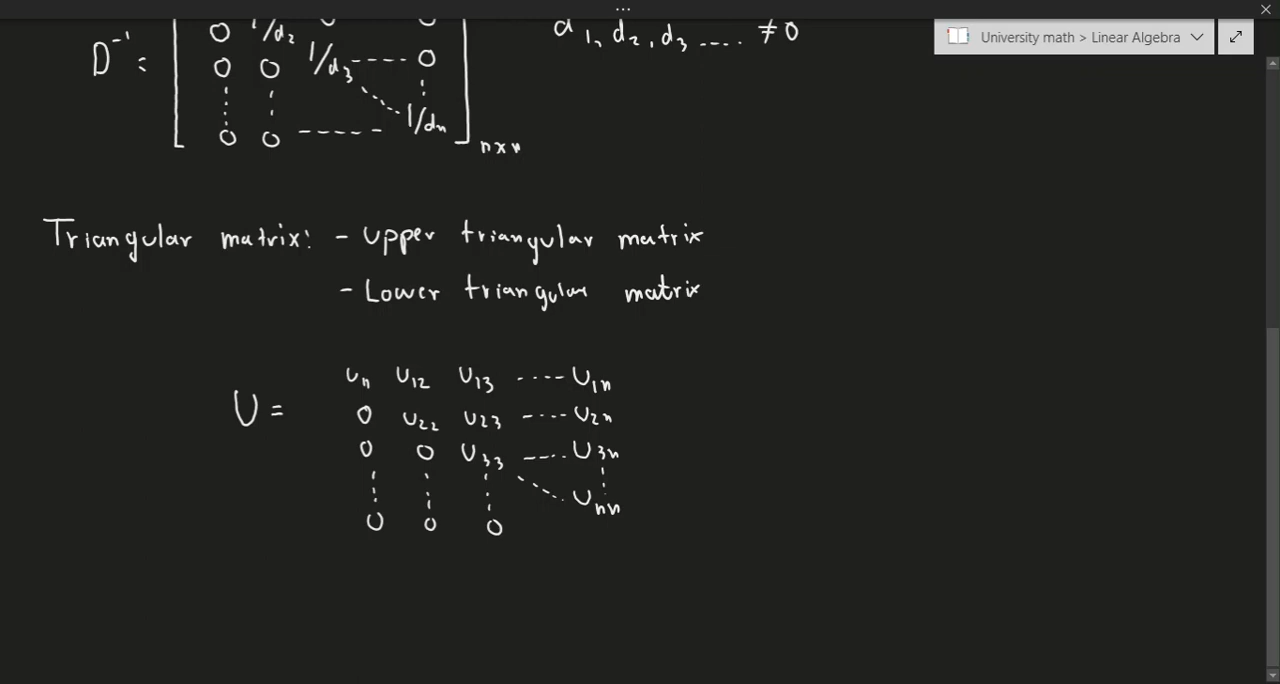 ...
University math > Linear Algebra
0 1/d2 0 0 d1, d2, d3 .... ≠ 0
D⁻¹ =
0 0 1/d3 ---- 0
1/dn
0 0 -----
nxn
Triangular matrix: - Upper triangular matrix
- Lower triangular matrix
U11 U12 U13 ---- U1n
U =
0 U22 U23 ---- U2n
0 0 U33 ---- U3n
Unn
0 0 0